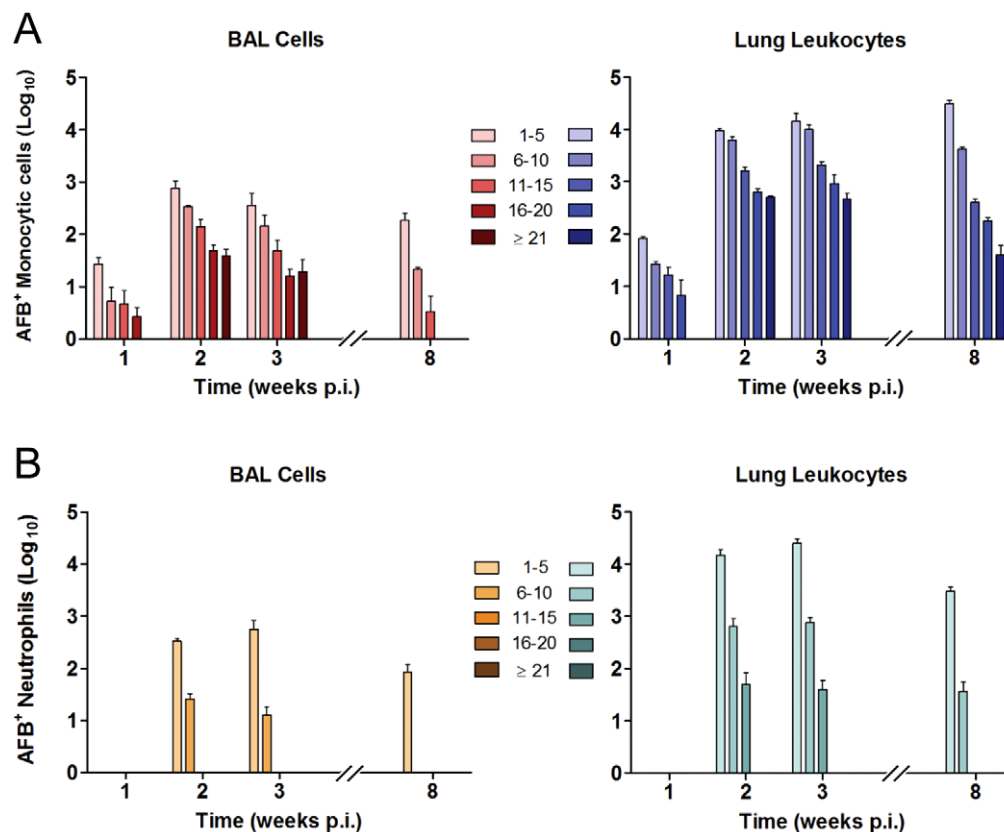 A
BAL Cells
Lung Leukocytes
AFB⁺ Monocytic cells (Log₁₀)
5
4
3
2
1
0
1-5
6-10
11-15
16-20
≥ 21
5
4
3
2
1
0
1 2 3 8
1 2 3 8
Time (weeks p.i.)
Time (weeks p.i.)
B
BAL Cells
Lung Leukocytes
AFB⁺ Neutrophils (Log₁₀)
5
4
3
2
1
0
1-5
6-10
11-15
16-20
≥ 21
5
4
3
2
1
0
1 2 3 8
1 2 3 8
Time (weeks p.i.)
Time (weeks p.i.)